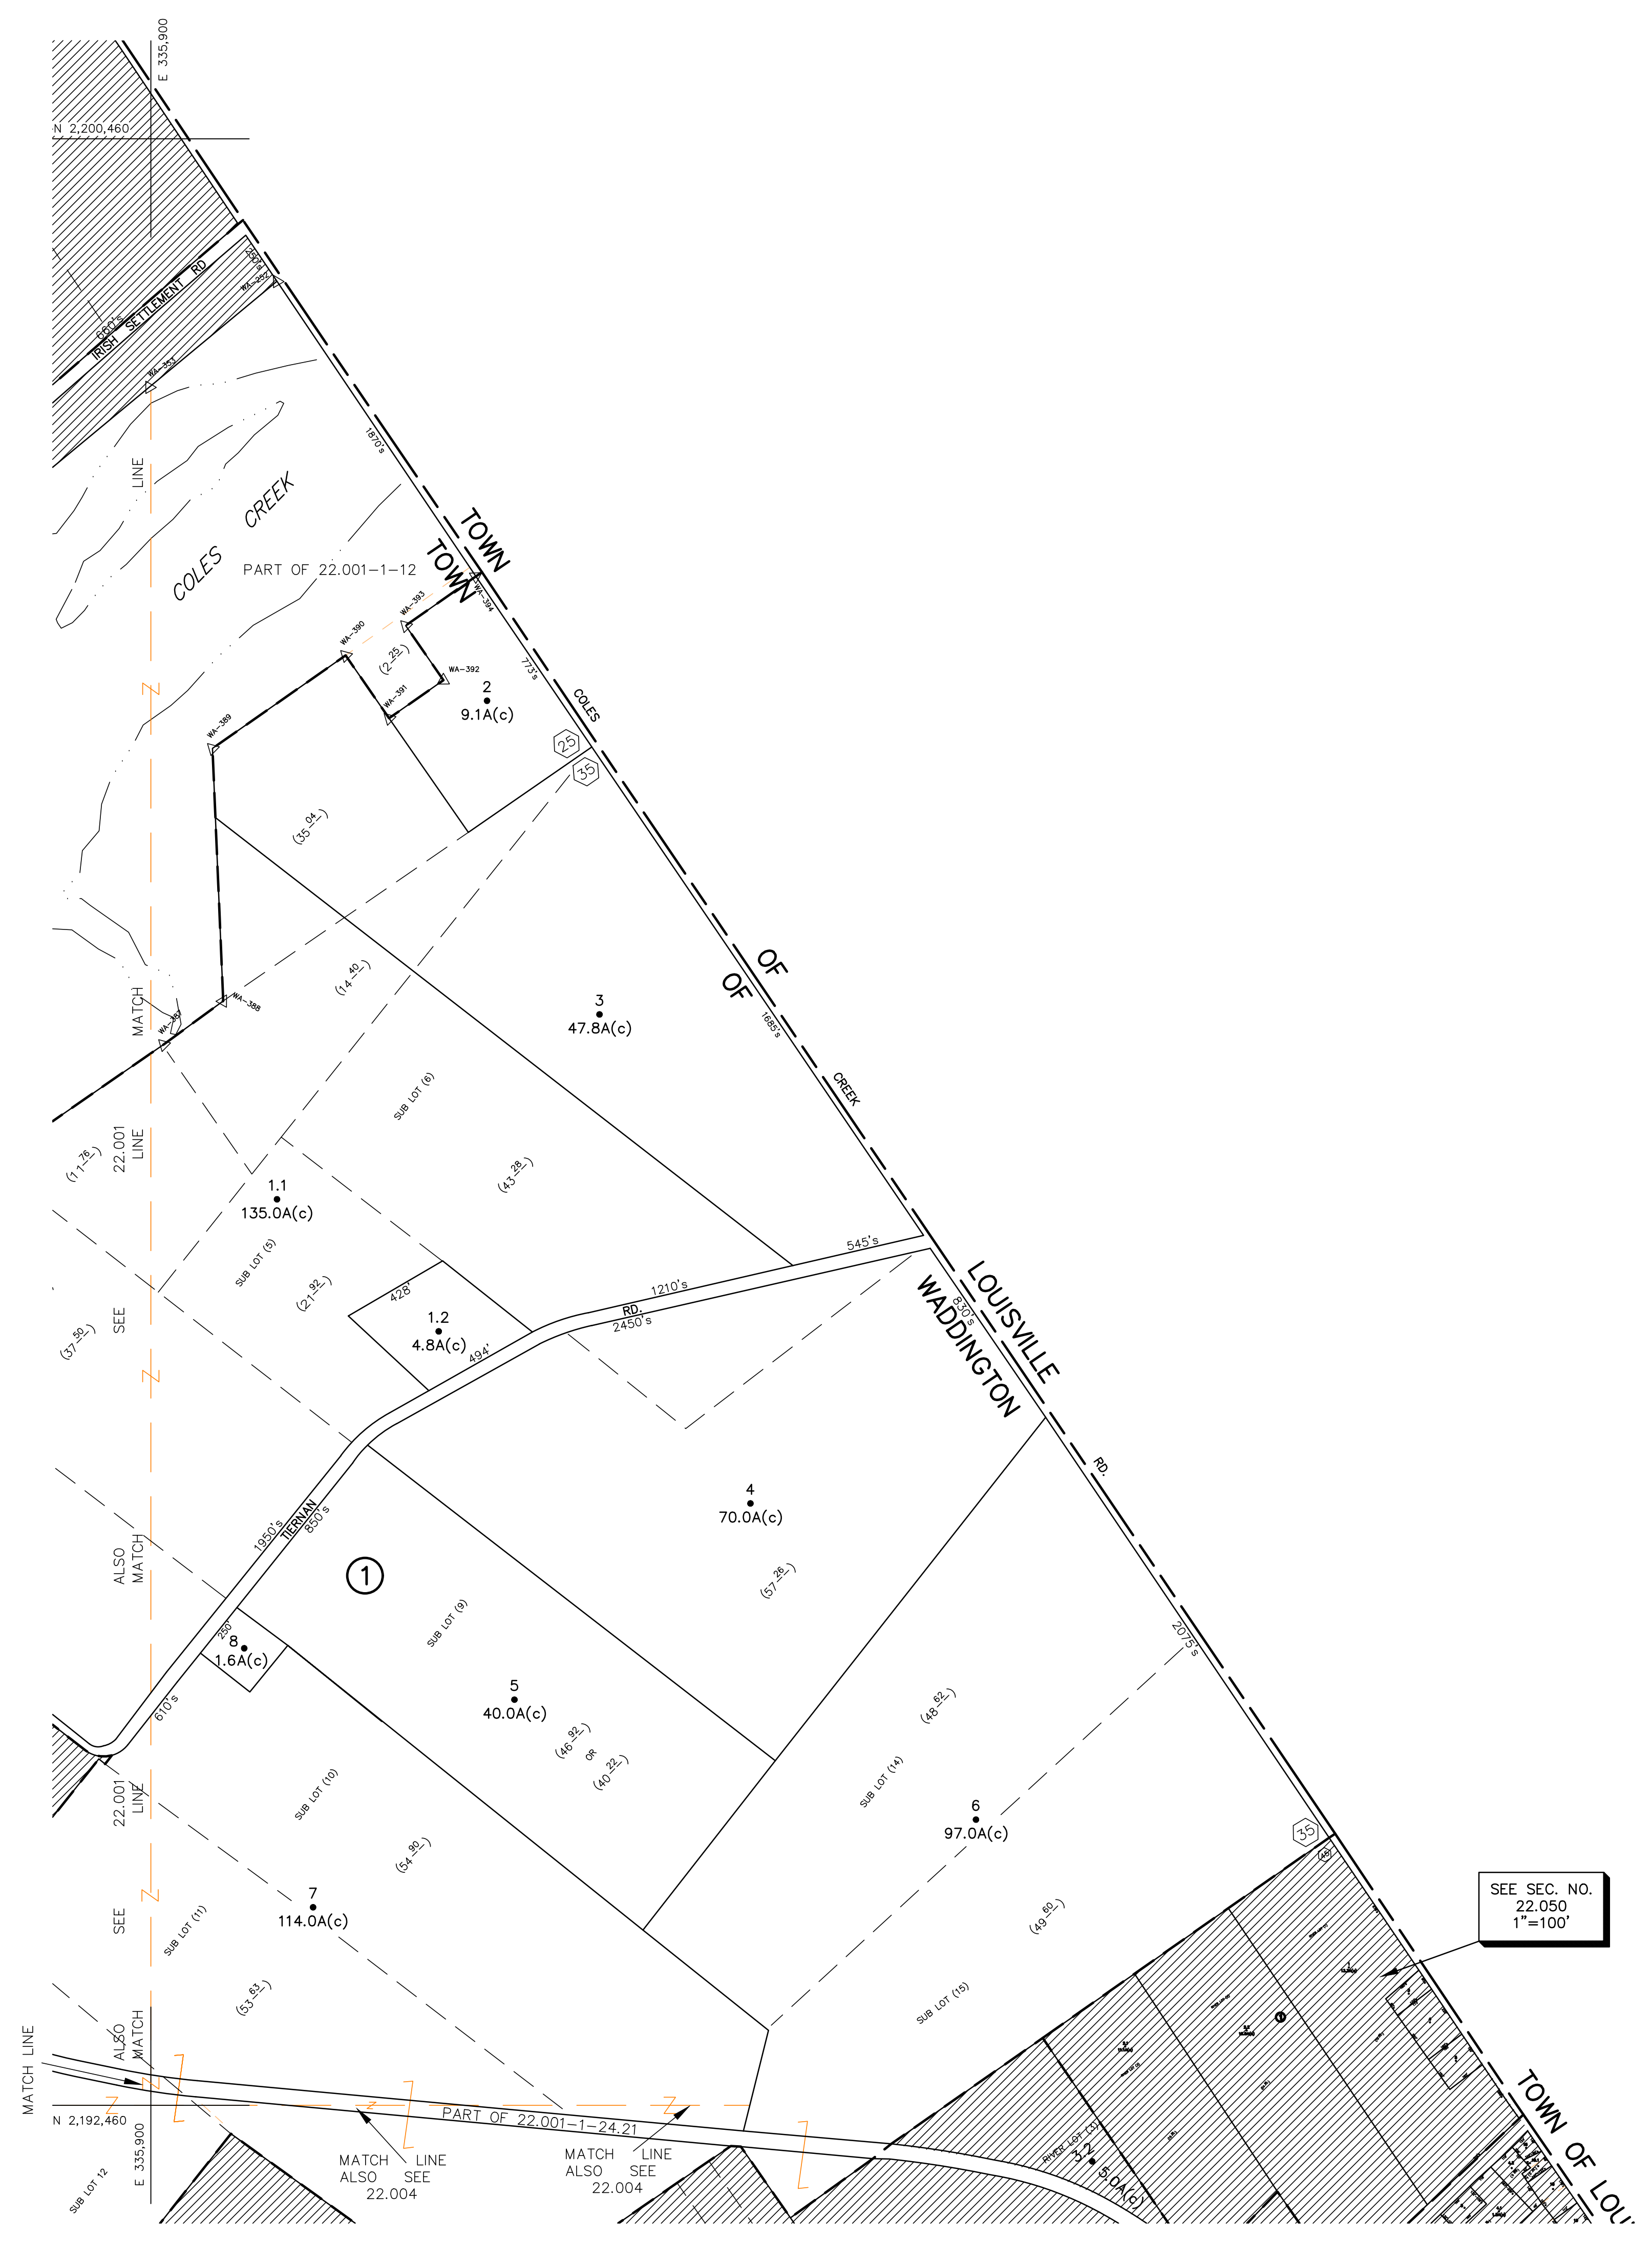 E 335,900
N 2,200,460
250's
WA-252
IRISH SETTLEMENT RD
660's
WA-353
1870's
LINE
COLES CREEK
TOWN
TOWN
PART OF 22.001-1-12
WA-394
WA-393
WA-390
(2 25)
WA-392
773's
2
9.1A(c)
WA-391
COLES
WA-389
25
35
(35 04)
OF
OF
(14 40)
3
47.8A(c)
1685's
MATCH
WA-387
WA-388
CREEK
SUB LOT (6)
22.001
LINE
(11 76)
(43 28)
1.1
135.0A(c)
SUB LOT (5)
545's
(21 92)
428'
1210's
RD.
2450's
LOUISVILLE
WADDINGTON
830's
SEE
1.2
4.8A(c)
(37 50)
494'
RD.
4
70.0A(c)
1950's
TIERNAN
850's
ALSO
MATCH
1
(57 26)
SUB LOT (9)
250'
8
1.6A(c)
2075's
5
40.0A(c)
(48 62)
610's
(46 92)
OR
(40 22)
SUB LOT (10)
SUB LOT (14)
22.001
LINE
6
97.0A(c)
35
(54 90)
7
114.0A(c)
SEE SEC. NO.
22.050
1"=100'
SEE
SUB LOT (11)
(49 60)
(53 63)
SUB LOT (15)
ALSO
MATCH
MATCH LINE
N 2,192,460
PART OF 22.001-1-24.21
E 335,900
MATCH LINE
ALSO SEE
22.004
MATCH LINE
ALSO SEE
22.004
RIVER LOT (3)
3.2
5.0A(c)
SUB LOT 12
TOWN OF LOUI